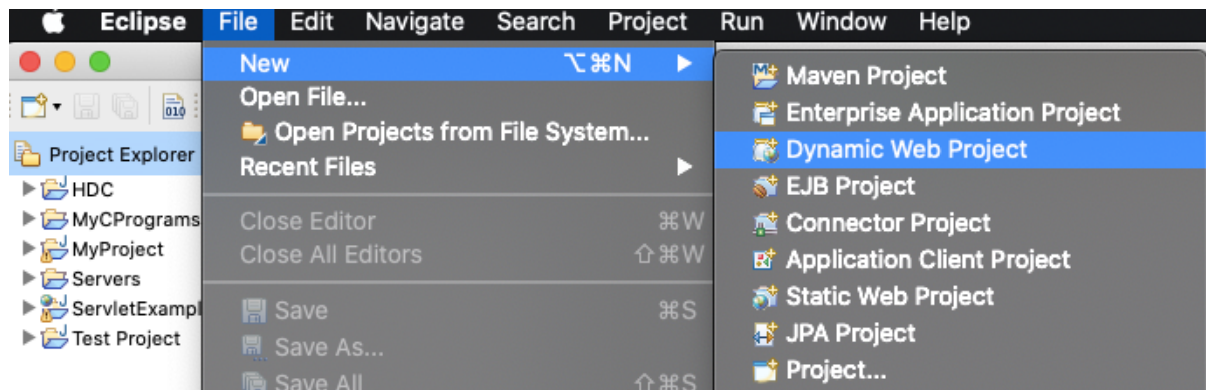 Eclipse File Edit Navigate Search Project Run Window Help
New ⌥⌘N ▶
Open File...
Open Projects from File System...
Recent Files ▶
Close Editor ⌘W
Close All Editors ⇧⌘W
Save ⌘S
Save As...
Save All ⇧⌘S
Maven Project
Enterprise Application Project
Dynamic Web Project
EJB Project
Connector Project
Application Client Project
Static Web Project
JPA Project
Project...
010
Project Explorer
HDC
MyCPrograms
MyProject
Servers
ServletExampl
Test Project